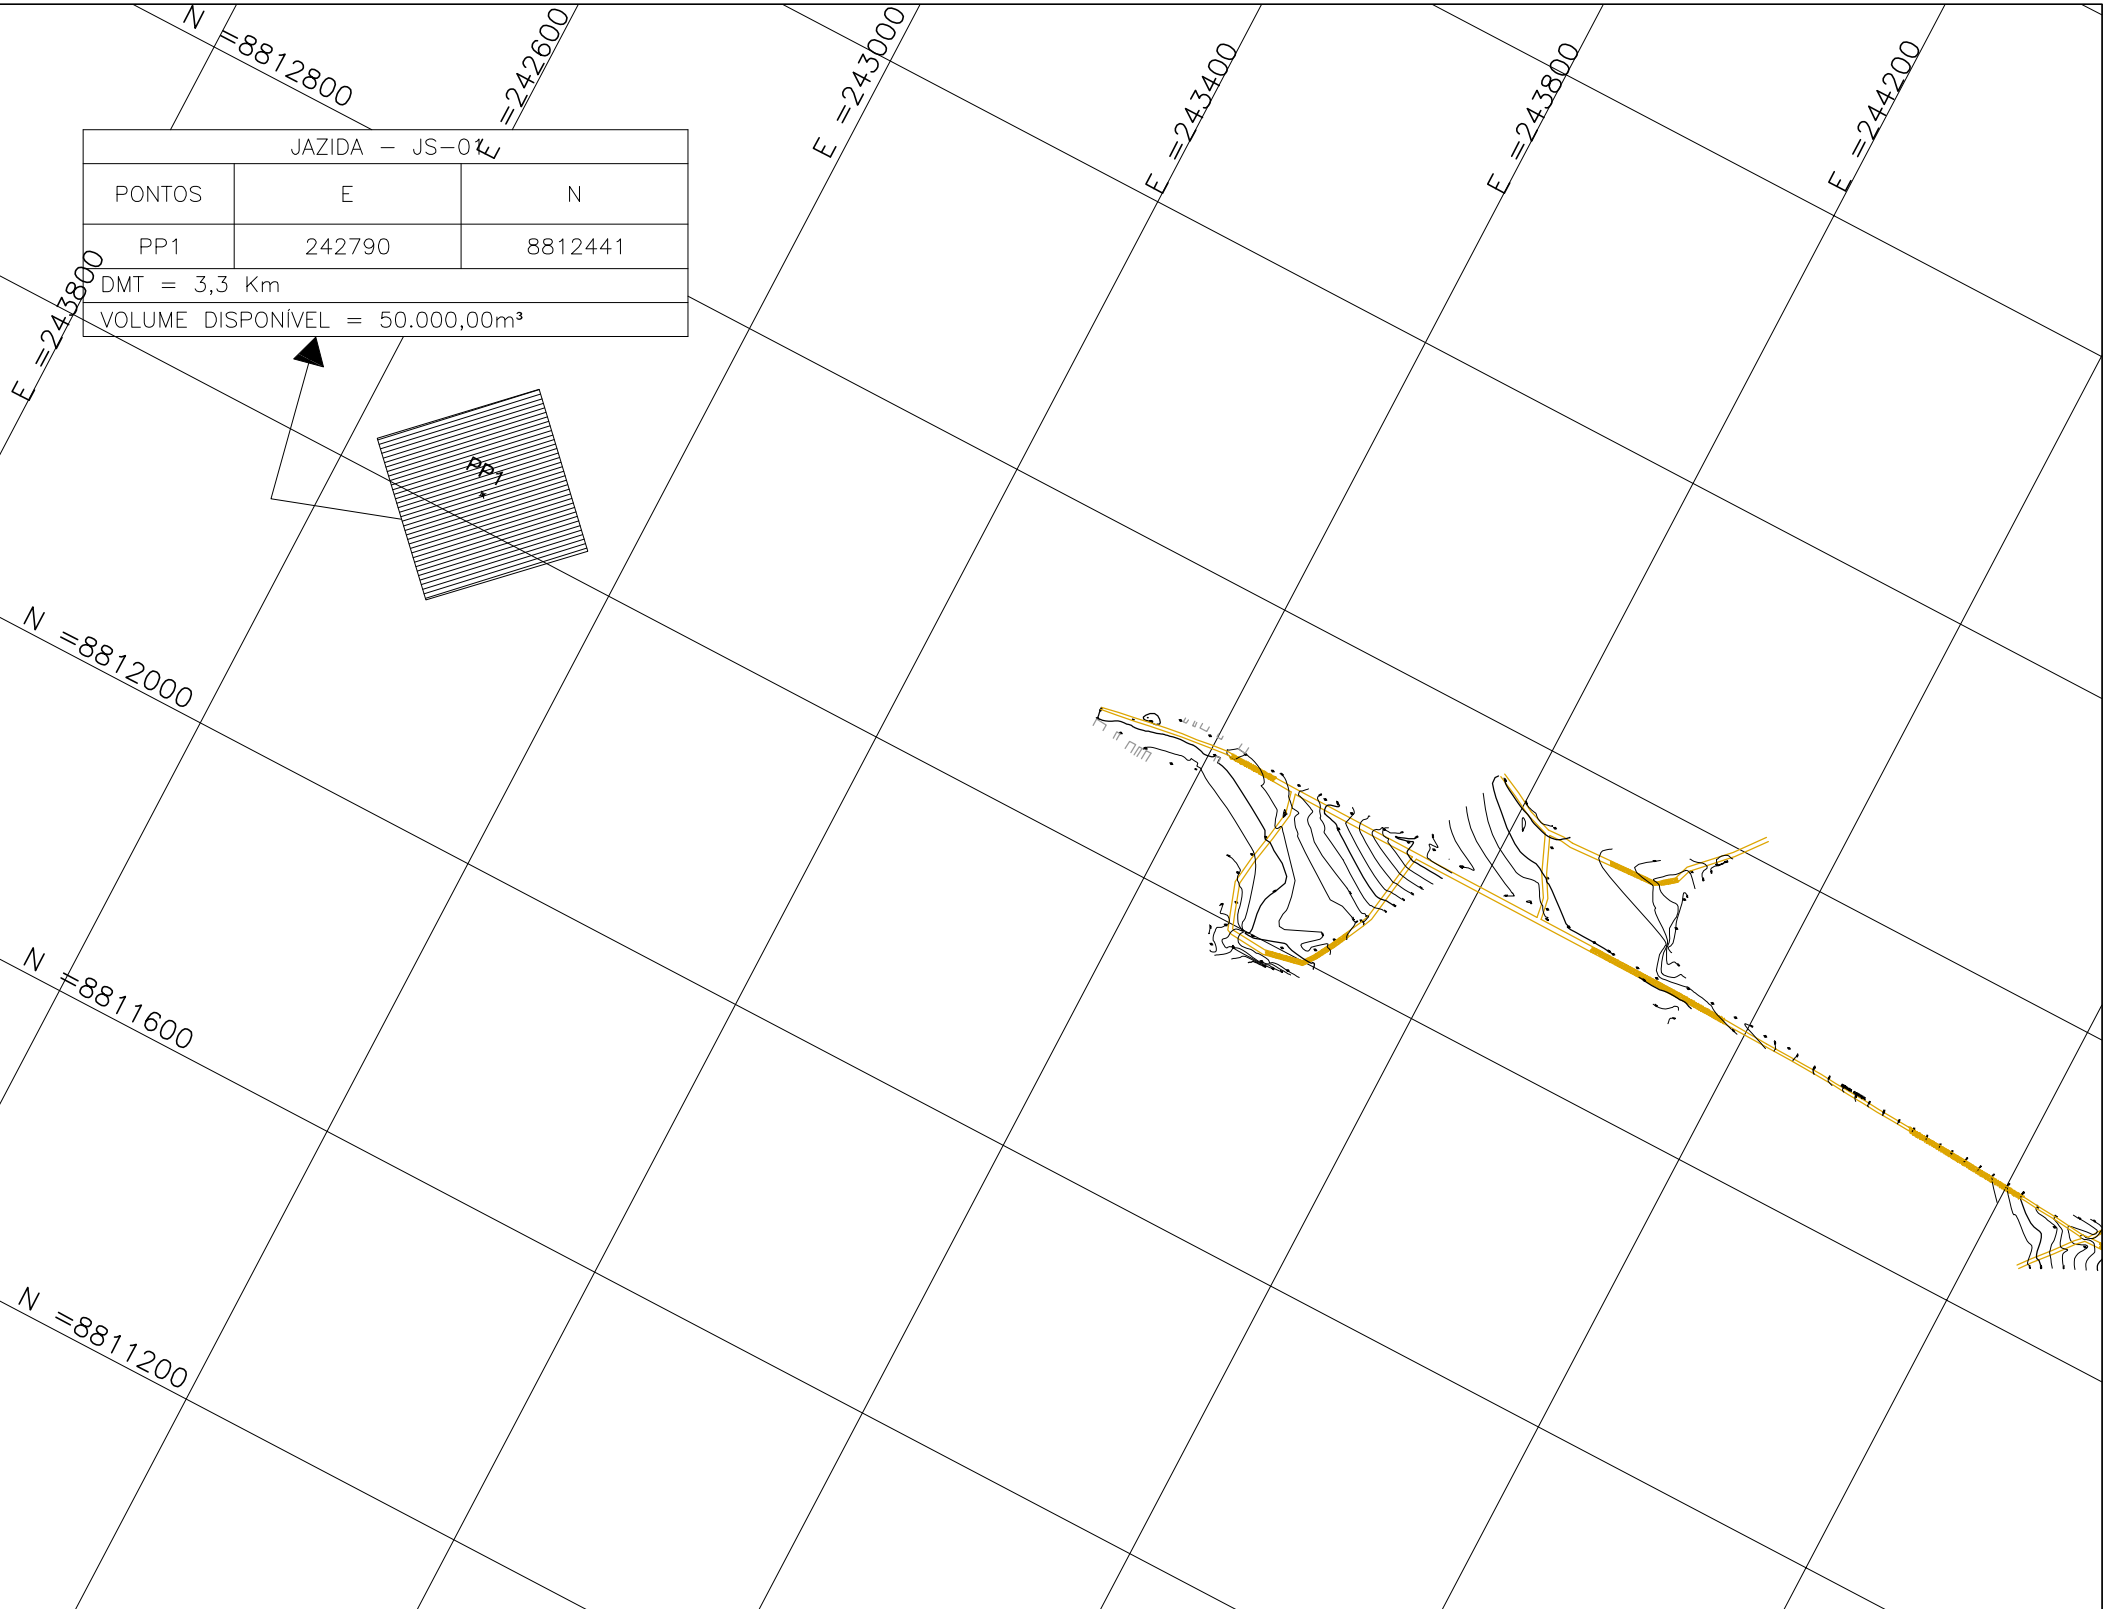 N =8812800
E =242600
E =243000
E =243400
E =243800
E =244200
JAZIDA - JS-01
PONTOS E N
PP1 242790 8812441
DMT = 3,3 Km
VOLUME DISPONÍVEL = 50.000,00m³
E =243800
PP1
N =8812000
N =8811600
N =8811200